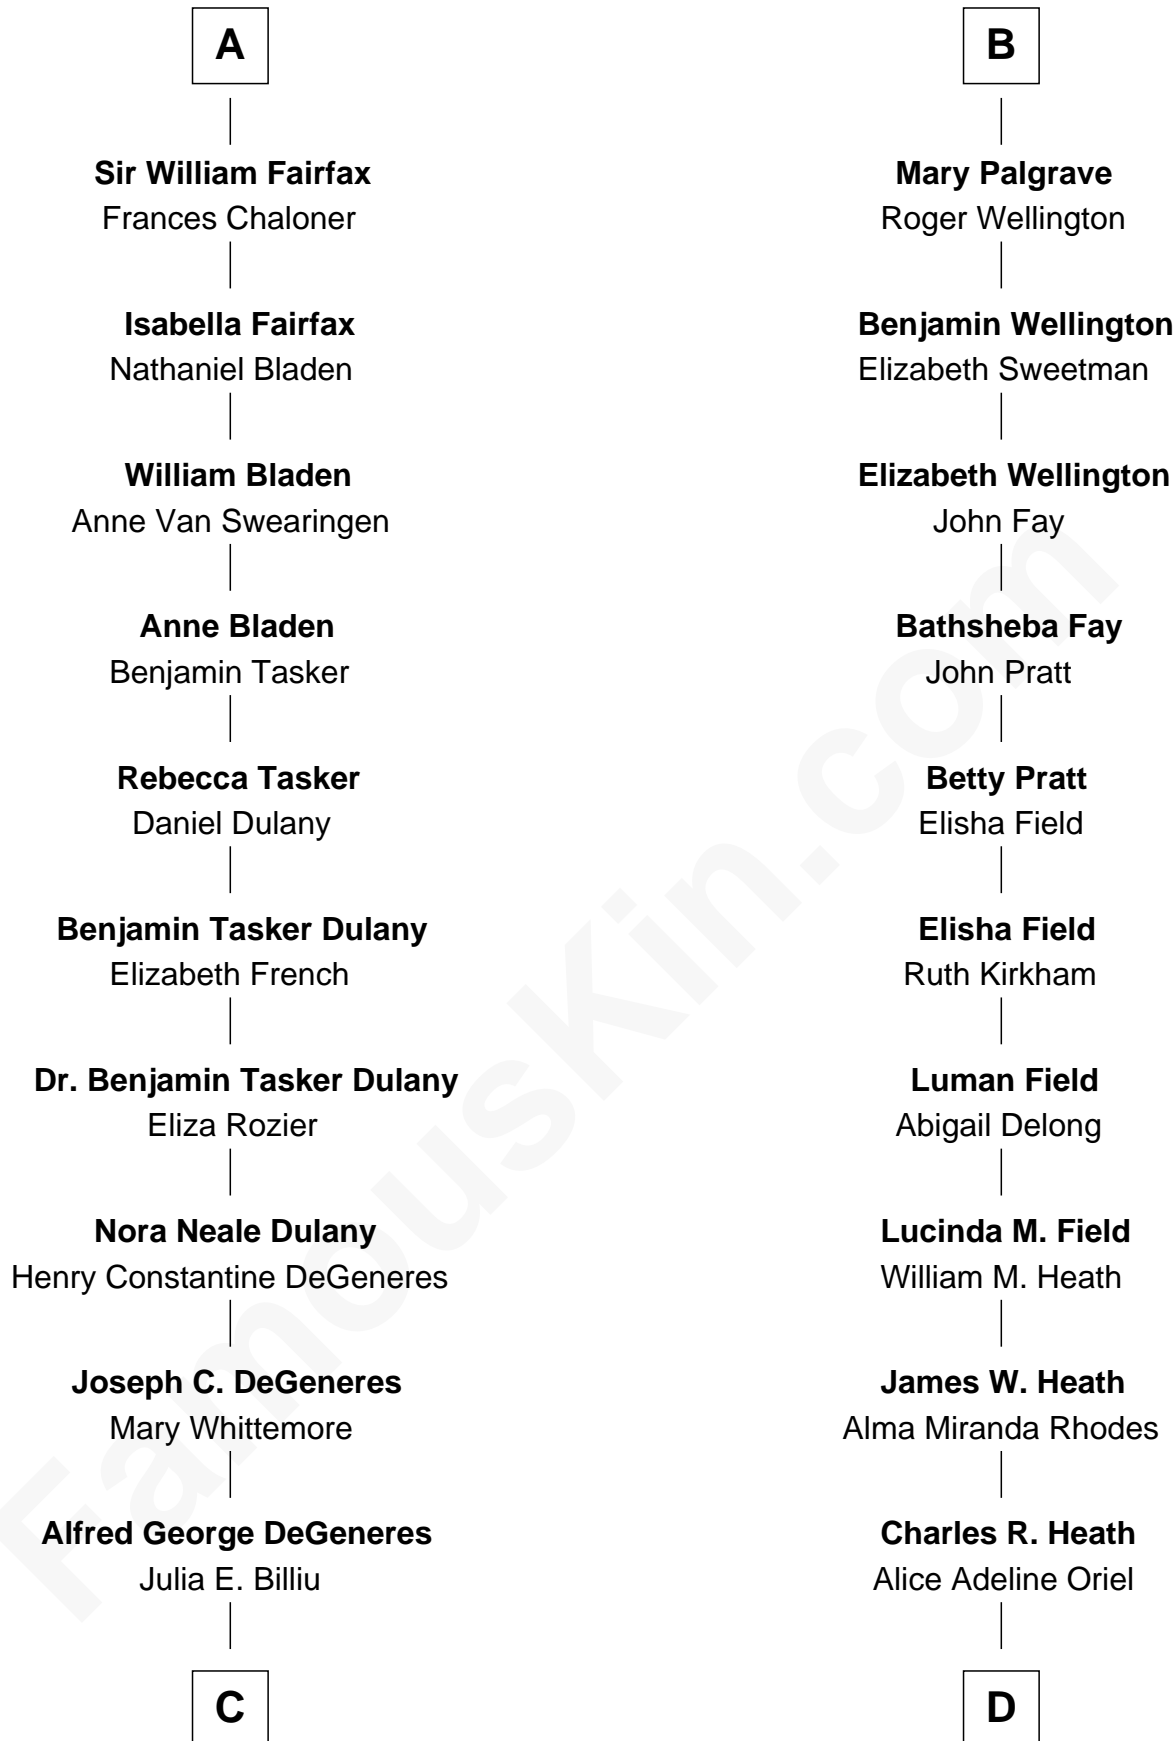 A
Sir William Fairfax
Frances Chaloner
Isabella Fairfax
Nathaniel Bladen
William Bladen
Anne Van Swearingen
Anne Bladen
Benjamin Tasker
Rebecca Tasker
Daniel Dulany
Benjamin Tasker Dulany
Elizabeth French
Dr. Benjamin Tasker Dulany
Eliza Rozier
Nora Neale Dulany
Henry Constantine DeGeneres
Joseph C. DeGeneres
Mary Whittemore
Alfred George DeGeneres
Julia E. Billiu
C
B
Mary Palgrave
Roger Wellington
Benjamin Wellington
Elizabeth Sweetman
Elizabeth Wellington
John Fay
Bathsheba Fay
John Pratt
Betty Pratt
Elisha Field
Elisha Field
Ruth Kirkham
Luman Field
Abigail Delong
Lucinda M. Field
William M. Heath
James W. Heath
Alma Miranda Rhodes
Charles R. Heath
Alice Adeline Oriel
D
FamousKin.com